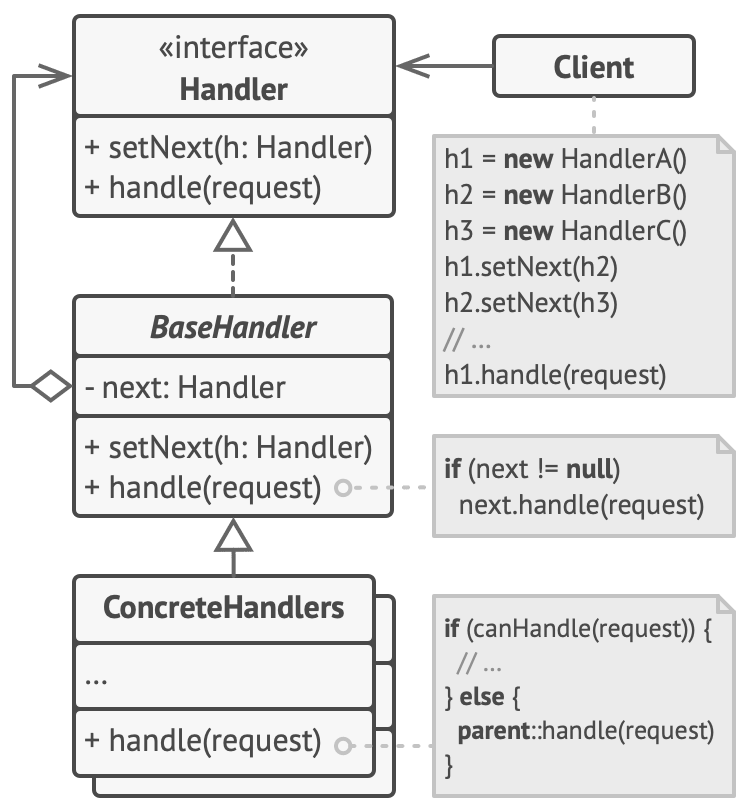 «interface»
Handler
+ setNext(h: Handler)
+ handle(request)
Client
h1 = new HandlerA()
h2 = new HandlerB()
h3 = new HandlerC()
h1.setNext(h2)
h2.setNext(h3)
// ...
h1.handle(request)
BaseHandler
- next: Handler
+ setNext(h: Handler)
+ handle(request)
if (next != null)
next.handle(request)
ConcreteHandlers
...
+ handle(request)
if (canHandle(request)) {
// ...
} else {
parent::handle(request)
}